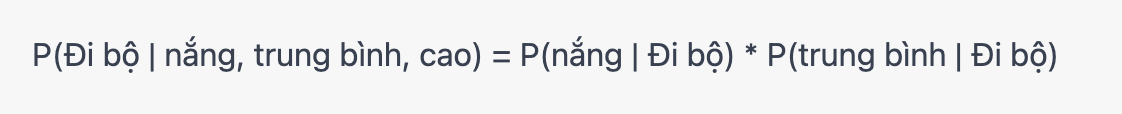 P(Đi bộ | nắng, trung bình, cao) = P(nắng | Đi bộ) * P(trung bình | Đi bộ)